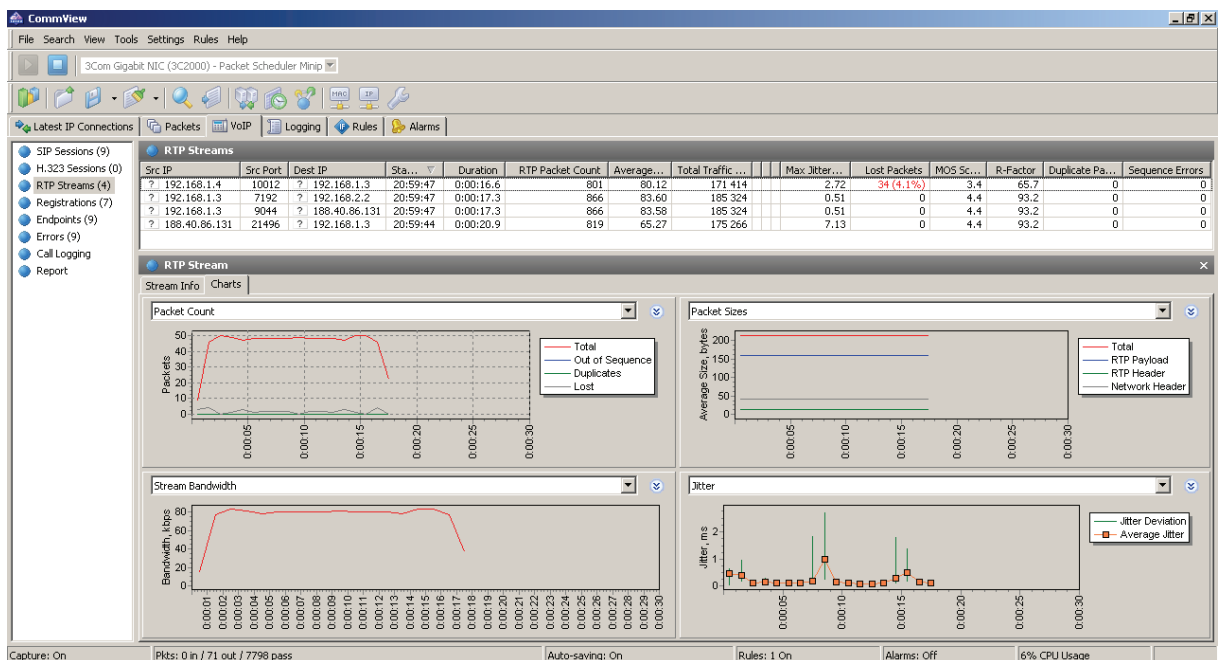 CommView
File Search View Tools Settings Rules Help
3Com Gigabit NIC (3C2000) - Packet Scheduler Minip
Latest IP Connections Packets VoIP Logging Rules Alarms
SIP Sessions (9)
H.323 Sessions (0)
RTP Streams (4)
Registrations (7)
Endpoints (9)
Errors (9)
Call Logging
Report
RTP Streams
Src IP Src Port Dest IP Sta... Duration RTP Packet Count Average... Total Traffic ... Max Jitter... Lost Packets MOS Sc... R-Factor Duplicate Pa... Sequence Errors
? 192.168.1.4 10012 ? 192.168.1.3 20:59:47 0:00:16.6 801 80.12 171 414 2.72 34 (4.1%) 3.4 65.7 0 0
? 192.168.1.3 7192 ? 192.168.2.2 20:59:47 0:00:17.3 866 83.60 185 324 0.51 0 4.4 93.2 0 0
? 192.168.1.3 9044 ? 188.40.86.131 20:59:47 0:00:17.3 866 83.58 185 324 0.51 0 4.4 93.2 0 0
? 188.40.86.131 21496 ? 192.168.1.3 20:59:44 0:00:20.9 819 65.27 175 266 7.13 0 4.4 93.2 0 0
RTP Stream
Stream Info Charts
Packet Count
Packets
50
40
30
20
10
0
0:00:05 0:00:10 0:00:15 0:00:20 0:00:25 0:00:30
Total
Out of Sequence
Duplicates
Lost
Packet Sizes
Average Size, bytes
200
150
100
50
0
0:00:05 0:00:10 0:00:15 0:00:20 0:00:25 0:00:30
Total
RTP Payload
RTP Header
Network Header
Stream Bandwidth
Bandwidth, kbps
80
60
40
20
0
0:00:01 0:00:02 0:00:03 0:00:04 0:00:05 0:00:06 0:00:07 0:00:08 0:00:09 0:00:10 0:00:11 0:00:12 0:00:13 0:00:14 0:00:15 0:00:16 0:00:17 0:00:18 0:00:19 0:00:20 0:00:21 0:00:22 0:00:23 0:00:24 0:00:25 0:00:26 0:00:27 0:00:28 0:00:29 0:00:30
Jitter
Jitter, ms
2
1
0
0:00:05 0:00:10 0:00:15 0:00:20 0:00:25 0:00:30
Jitter Deviation
Average Jitter
Capture: On Pkts: 0 in / 71 out / 7798 pass Auto-saving: On Rules: 1 On Alarms: Off 6% CPU Usage